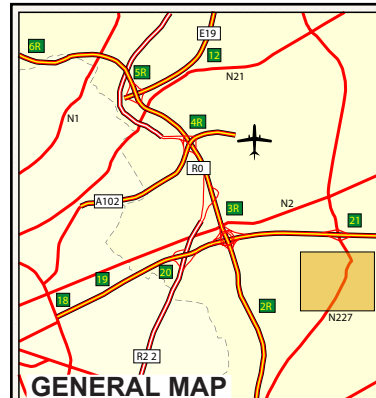 E19
6R
12
5R
N21
N1
4R
R0
A102
3R
N2
21
20
19
18
2R
N227
R2 2
GENERAL MAP